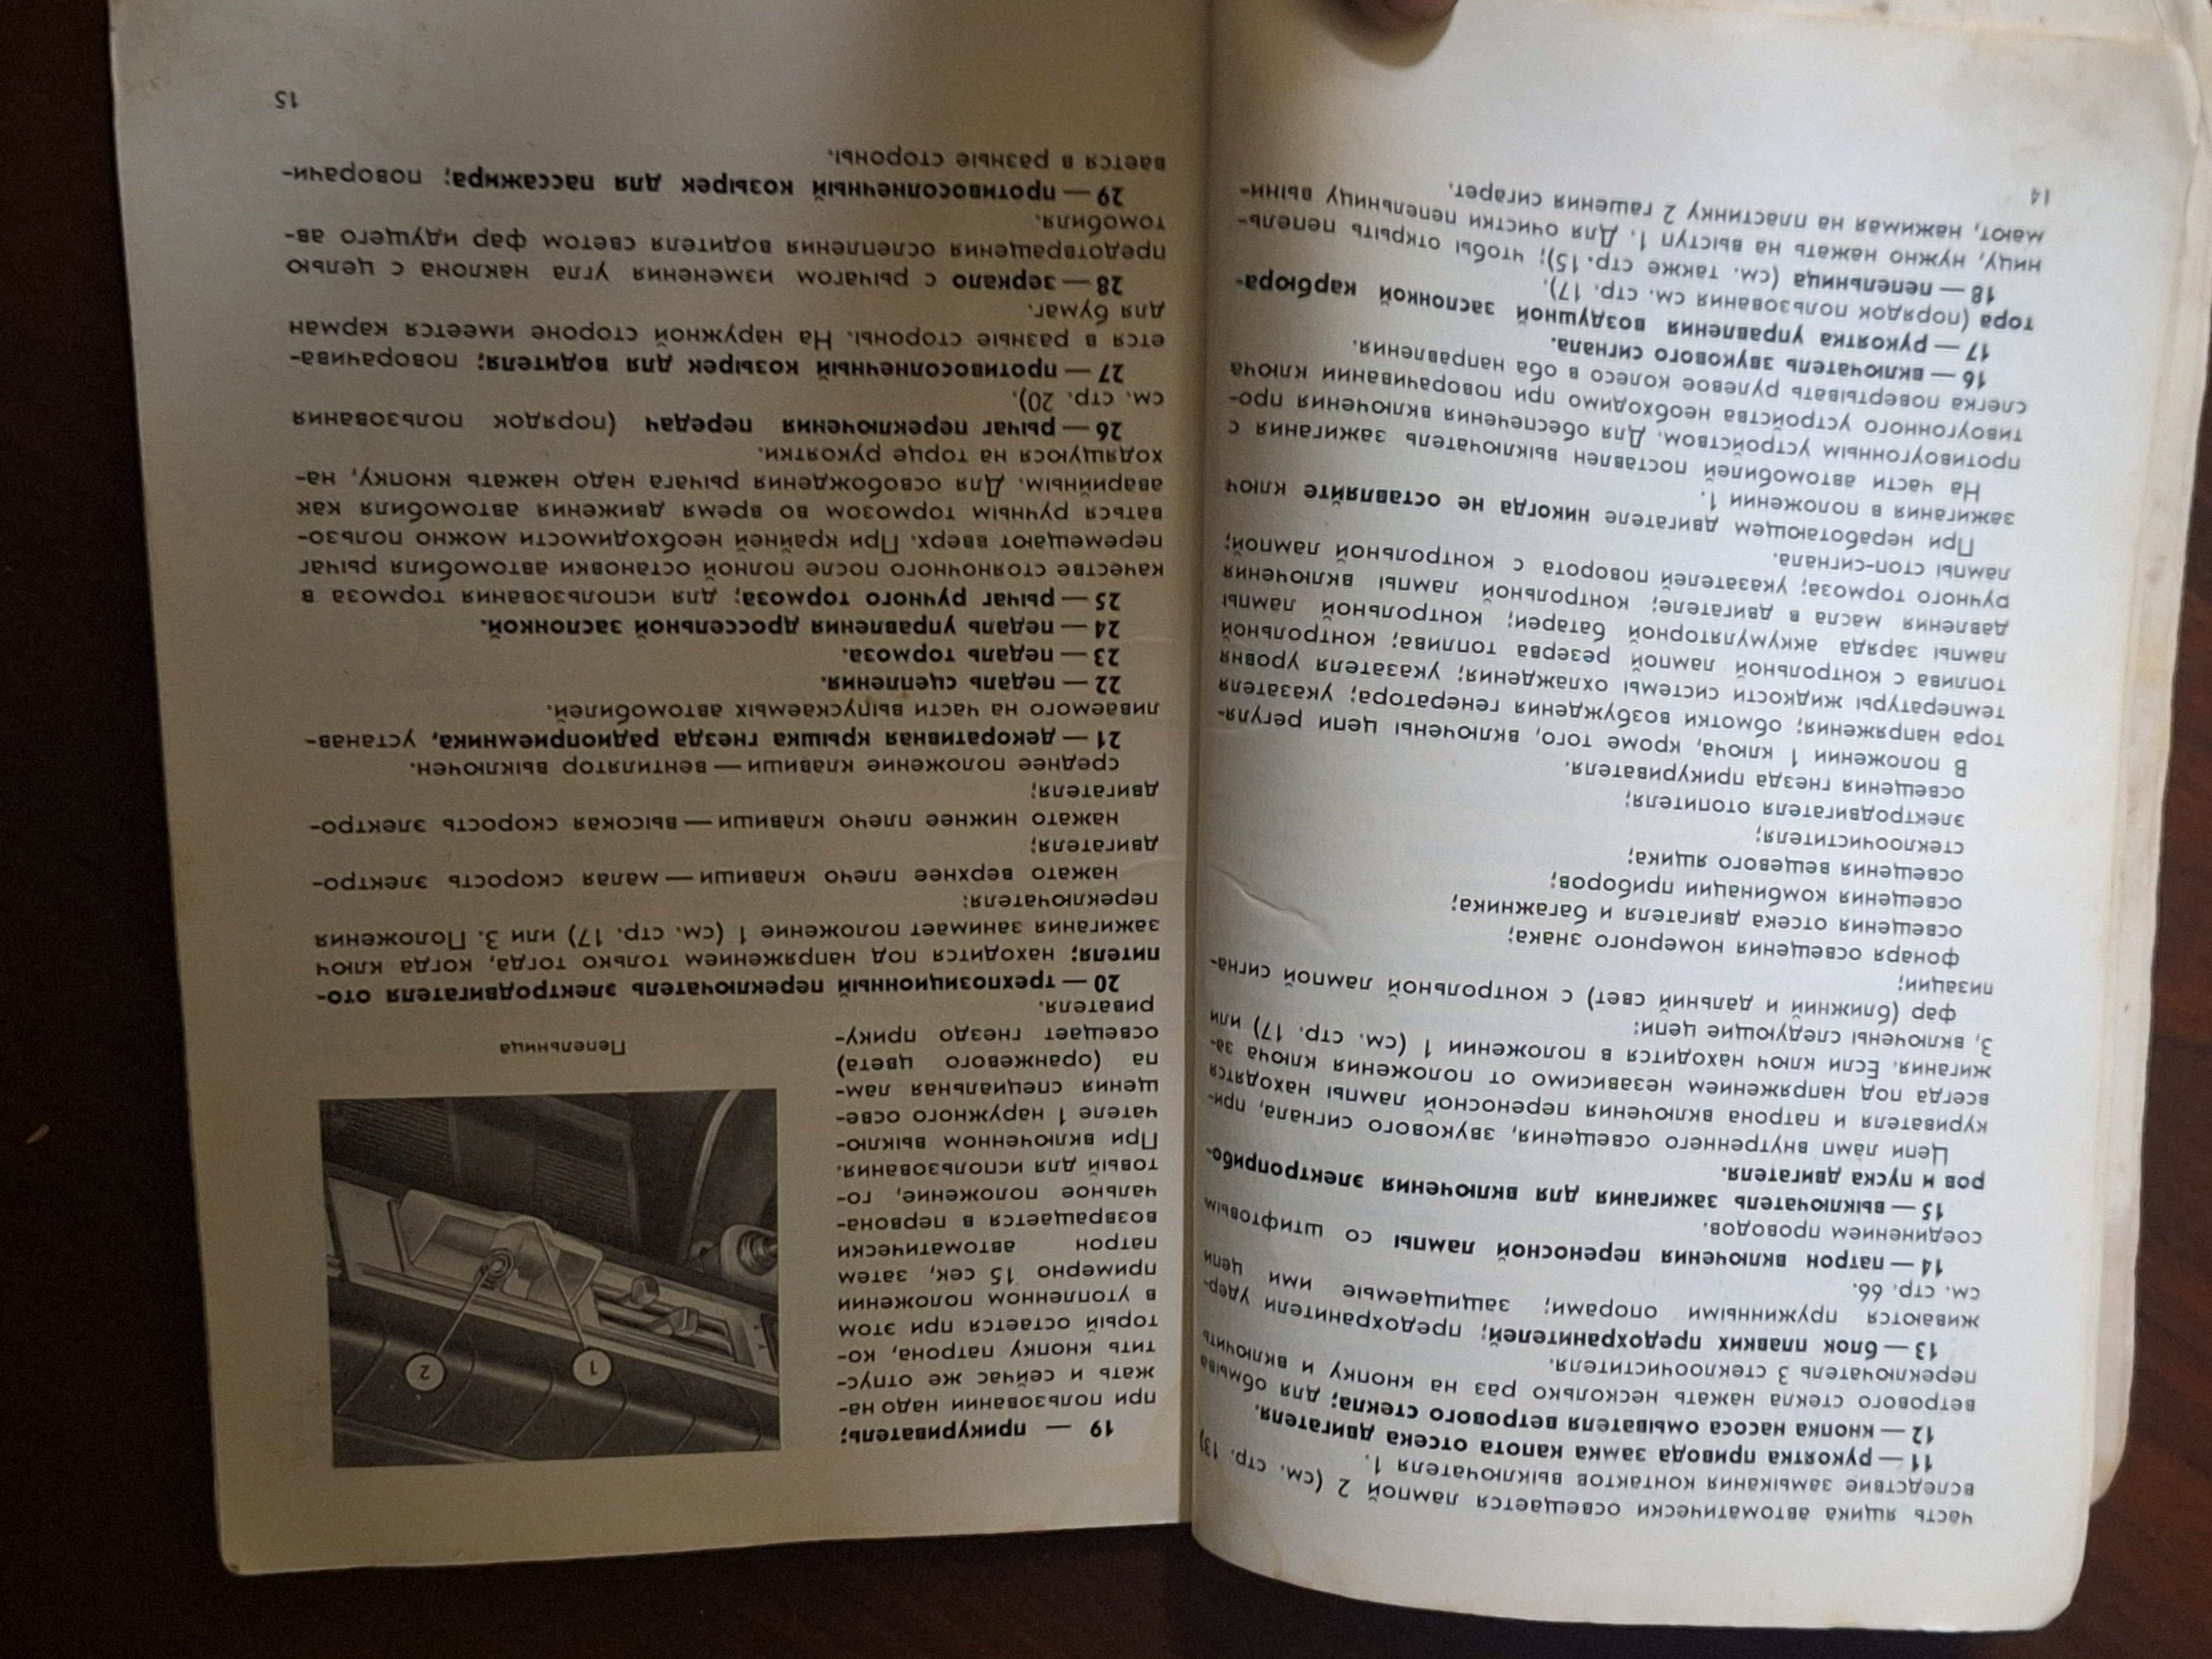 часть ящика автоматически освещается лампой 2 (см. стр. 13)
вследствие замыкания контактов выключателя 1.
11 — рукоятка привода замка капота отсека двигателя.
12 — кнопка насоса омывателя ветрового стекла; для обмыва
ветрового стекла нажать несколько раз на кнопку и включить
переключатель 3 стеклоочистителя.
13 — блок плавких предохранителей; предохранители удер-
живаются пружинными опорами; защищаемые ими цепи
см. стр. 66.
14 — патрон включения переносной лампы со штифтовым
соединением проводов.
15 — выключатель зажигания для включения электроприбо-
ров и пуска двигателя.
Цепи ламп внутреннего освещения, звукового сигнала, при-
куривателя и патрона включения переносной лампы находятся
всегда под напряжением независимо от положения ключа за-
жигания. Если ключ находится в положении 1 (см. стр. 17) или
3, включены следующие цепи:
фар (ближний и дальний свет) с контрольной лампой сигна-
лизации;
фонаря освещения номерного знака;
освещения отсека двигателя и багажника;
освещения комбинации приборов;
освещения вещевого ящика;
стеклоочистителя;
электродвигателя отопителя;
освещения гнезда прикуривателя.
В положении 1 ключа, кроме того, включены цепи регуля-
тора напряжения; обмотки возбуждения генератора; указателя
температуры жидкости системы охлаждения; указателя уровня
топлива с контрольной лампой резерва топлива; контрольной
лампы заряда аккумуляторной батареи; контрольной лампы
давления масла в двигателе; контрольной лампы включения
ручного тормоза; указателей поворота с контрольной лампой;
лампы стоп-сигнала.
При неработающем двигателе никогда не оставляйте ключ
зажигания в положении 1.
На части автомобилей поставлен выключатель зажигания с
противоугонным устройством. Для обеспечения включения про-
тивоугонного устройства необходимо при поворачивании ключа
слегка повертывать рулевое колесо в оба направления.
16 — включатель звукового сигнала.
17 — рукоятка управления воздушной заслонкой карбюра-
тора (порядок пользования см. стр. 17).
18 — пепельница (см. также стр. 15); чтобы открыть пепель-
ницу, нужно нажать на выступ 1. Для очистки пепельницу выни-
мают, нажимая на пластинку 2 гашения сигарет.
14
19 — прикуриватель;
при пользовании надо на-
жать и сейчас же отпус-
тить кнопку патрона, ко-
торый остается при этом
в утопленном положении
примерно 15 сек, затем
патрон автоматически
возвращается в первона-
чальное положение, го-
товый для использования.
При включенном выклю-
чателе 1 наружного осве-
щения специальная лам-
па (оранжевого цвета)
освещает гнездо прику-
ривателя.
1
2
Пепельница
20 — трехпозиционный переключатель электродвигателя ото-
пителя; находится под напряжением только тогда, когда ключ
зажигания занимает положение 1 (см. стр. 17) или 3. Положения
переключателя:
нажато верхнее плечо клавиши — малая скорость электро-
двигателя;
нажато нижнее плечо клавиши — высокая скорость электро-
двигателя;
среднее положение клавиши — вентилятор выключен.
21 — декоративная крышка гнезда радиоприемника, устанав-
ливаемого на части выпускаемых автомобилей.
22 — педаль сцепления.
23 — педаль тормоза.
24 — педаль управления дроссельной заслонкой.
25 — рычаг ручного тормоза; для использования тормоза в
качестве стояночного после полной остановки автомобиля рычаг
перемещают вверх. При крайней необходимости можно пользо-
ваться ручным тормозом во время движения автомобиля как
аварийным. Для освобождения рычага надо нажать кнопку, на-
ходящуюся на торце рукоятки.
26 — рычаг переключения передач (порядок пользования
см. стр. 20).
27 — противосолнечный козырек для водителя; поворачива-
ется в разные стороны. На наружной стороне имеется карман
для бумаг.
28 — зеркало с рычагом изменения угла наклона с целью
предотвращения ослепления водителя светом фар идущего ав-
томобиля.
29 — противосолнечный козырек для пассажира; поворачи-
вается в разные стороны.
15